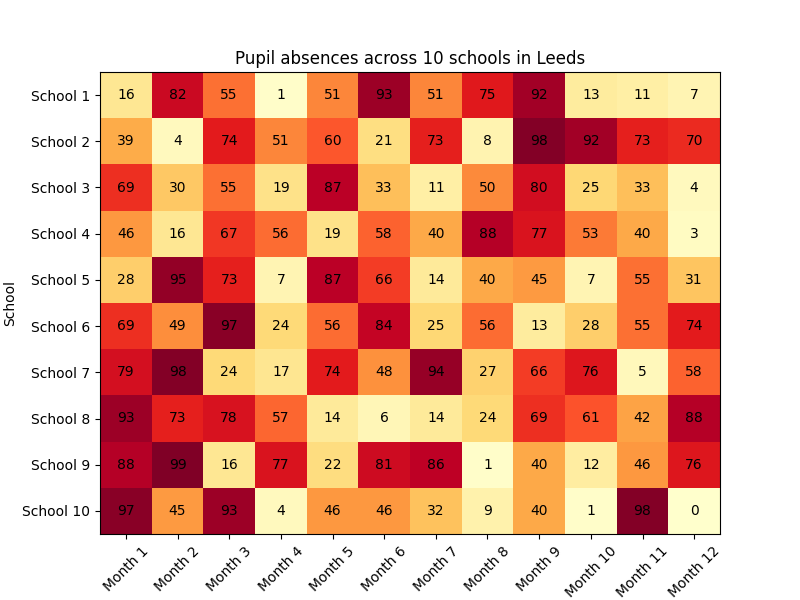 Pupil absences across 10 schools in Leeds
School
School 1 16 82 55 1 51 93 51 75 92 13 11 7
School 2 39 4 74 51 60 21 73 8 98 92 73 70
School 3 69 30 55 19 87 33 11 50 80 25 33 4
School 4 46 16 67 56 19 58 40 88 77 53 40 3
School 5 28 95 73 7 87 66 14 40 45 7 55 31
School 6 69 49 97 24 56 84 25 56 13 28 55 74
School 7 79 98 24 17 74 48 94 27 66 76 5 58
School 8 93 73 78 57 14 6 14 24 69 61 42 88
School 9 88 99 16 77 22 81 86 1 40 12 46 76
School 10 97 45 93 4 46 46 32 9 40 1 98 0
Month 1 Month 2 Month 3 Month 4 Month 5 Month 6 Month 7 Month 8 Month 9 Month 10 Month 11 Month 12